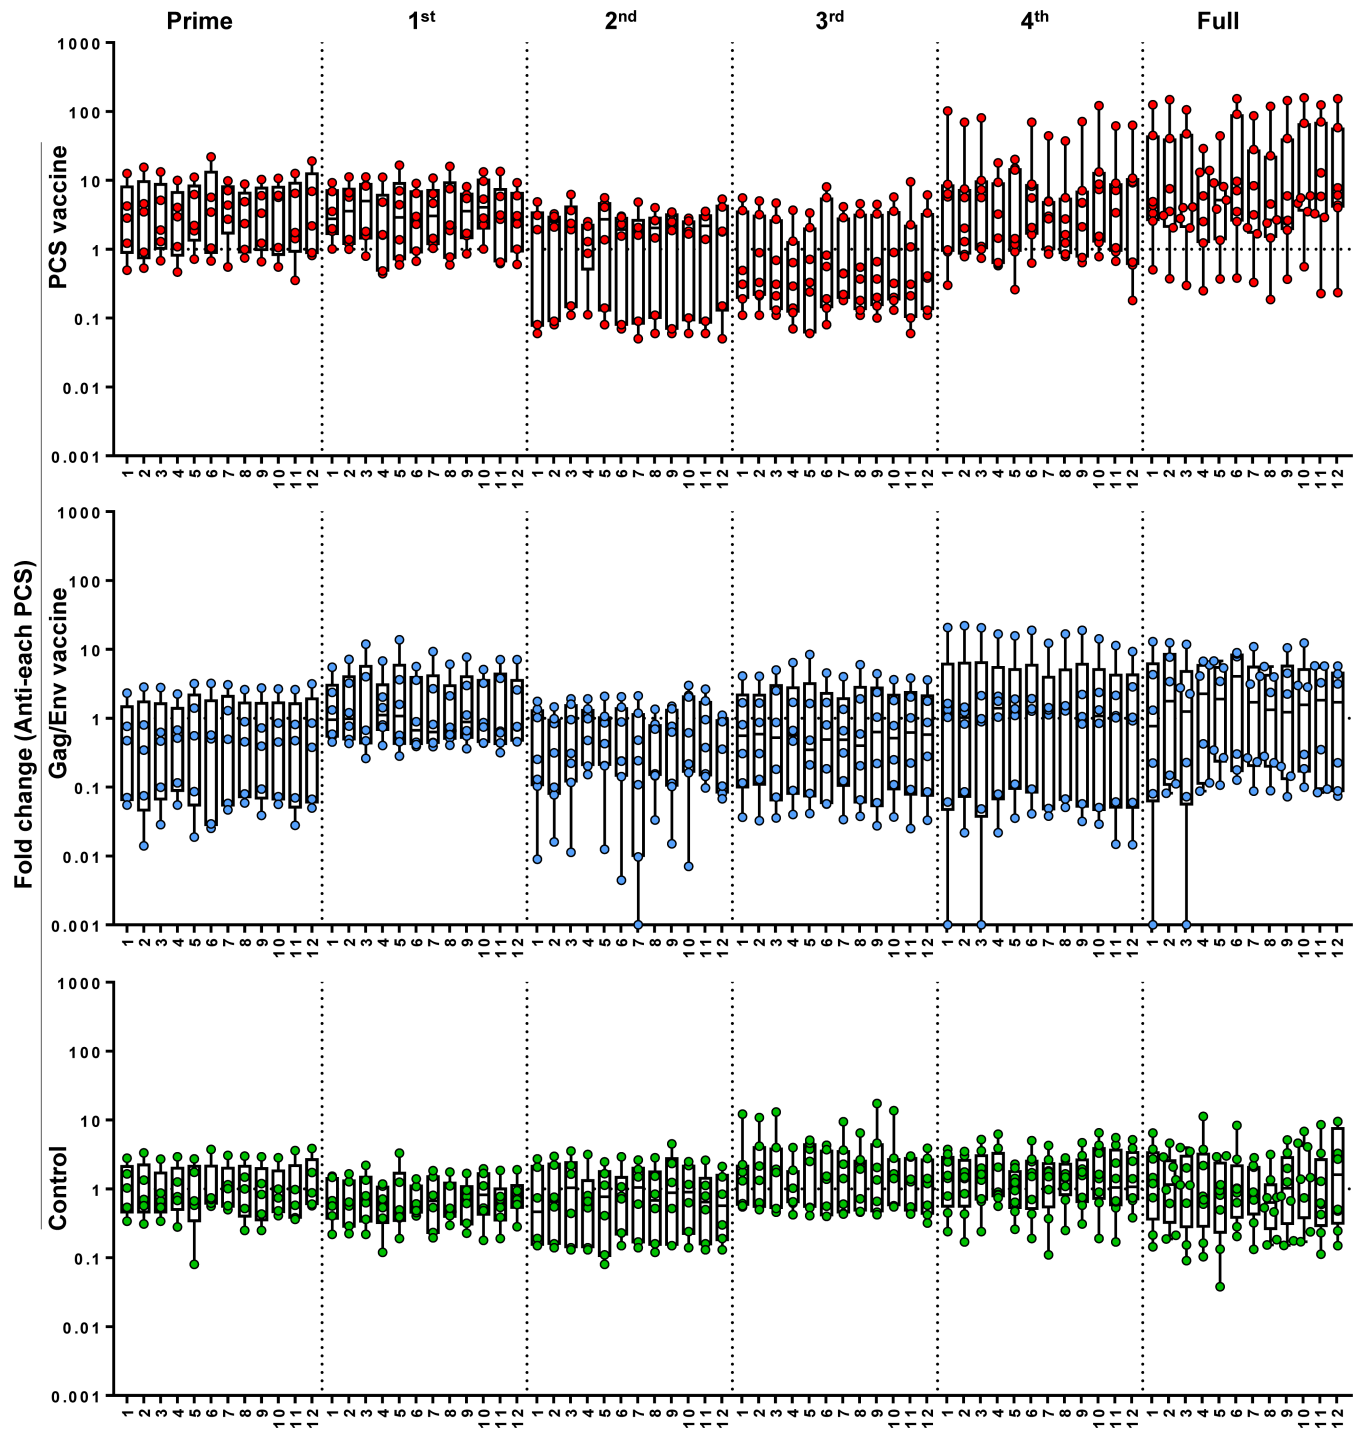 Prime 1st 2nd 3rd 4th Full
Fold change (Anti-each PCS)
PCS vaccine
1000
100
10
1
0.1
0.01
0.001
1 2 3 4 5 6 7 8 9 10 11 12 1 2 3 4 5 6 7 8 9 10 11 12 1 2 3 4 5 6 7 8 9 10 11 12 1 2 3 4 5 6 7 8 9 10 11 12 1 2 3 4 5 6 7 8 9 10 11 12 1 2 3 4 5 6 7 8 9 10 11 12
Gag/Env vaccine
1000
100
10
1
0.1
0.01
0.001
1 2 3 4 5 6 7 8 9 10 11 12 1 2 3 4 5 6 7 8 9 10 11 12 1 2 3 4 5 6 7 8 9 10 11 12 1 2 3 4 5 6 7 8 9 10 11 12 1 2 3 4 5 6 7 8 9 10 11 12 1 2 3 4 5 6 7 8 9 10 11 12
Control
1000
100
10
1
0.1
0.01
0.001
1 2 3 4 5 6 7 8 9 10 11 12 1 2 3 4 5 6 7 8 9 10 11 12 1 2 3 4 5 6 7 8 9 10 11 12 1 2 3 4 5 6 7 8 9 10 11 12 1 2 3 4 5 6 7 8 9 10 11 12 1 2 3 4 5 6 7 8 9 10 11 12